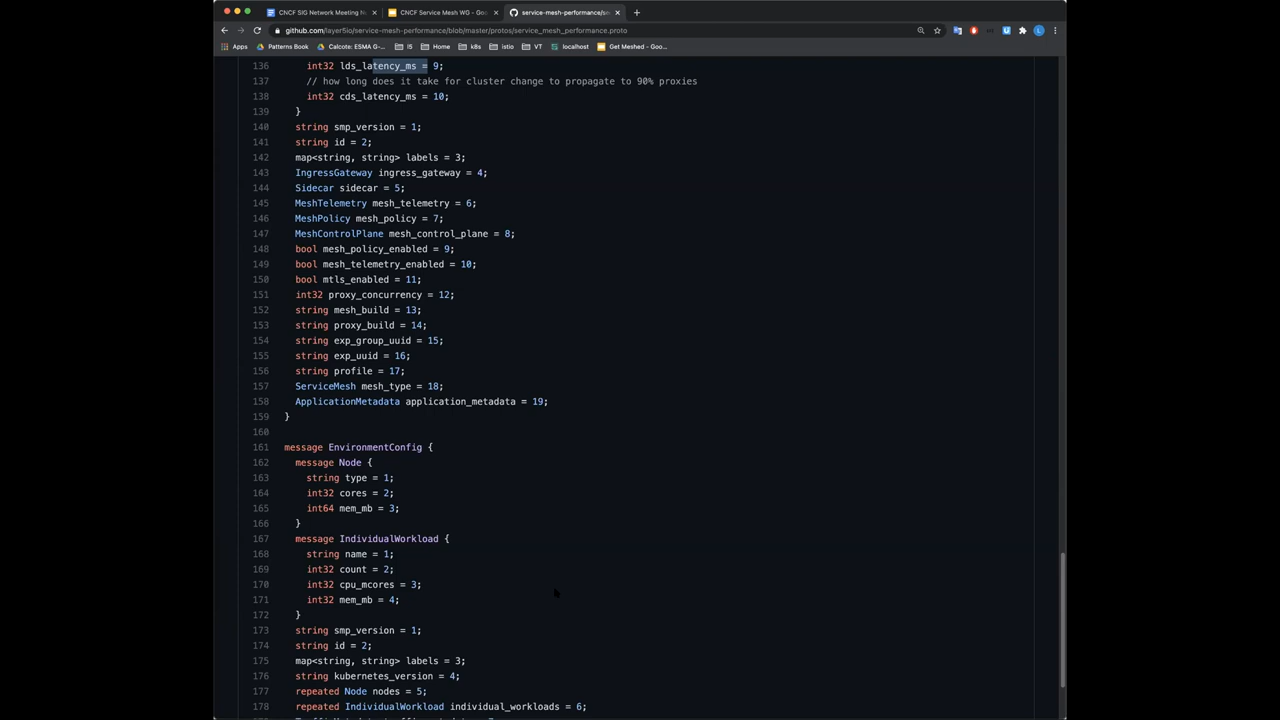 CNCF SIG Network Meeting N
CNCF Service Mesh WG - Goo
service-mesh-performance/se
github.com/layer5io/service-mesh-performance/blob/master/protos/service_mesh_performance.proto
Apps
Patterns Book
Calcote: ESMA G-...
l5
Home
k8s
istio
VT
localhost
Get Meshed - Goo...
136 int32 lds_latency_ms = 9;
137 // how long does it take for cluster change to propagate to 90% proxies
138 int32 cds_latency_ms = 10;
139 }
140 string smp_version = 1;
141 string id = 2;
142 map<string, string> labels = 3;
143 IngressGateway ingress_gateway = 4;
144 Sidecar sidecar = 5;
145 MeshTelemetry mesh_telemetry = 6;
146 MeshPolicy mesh_policy = 7;
147 MeshControlPlane mesh_control_plane = 8;
148 bool mesh_policy_enabled = 9;
149 bool mesh_telemetry_enabled = 10;
150 bool mtls_enabled = 11;
151 int32 proxy_concurrency = 12;
152 string mesh_build = 13;
153 string proxy_build = 14;
154 string exp_group_uuid = 15;
155 string exp_uuid = 16;
156 string profile = 17;
157 ServiceMesh mesh_type = 18;
158 ApplicationMetadata application_metadata = 19;
159 }
160
161 message EnvironmentConfig {
162 message Node {
163 string type = 1;
164 int32 cores = 2;
165 int64 mem_mb = 3;
166 }
167 message IndividualWorkload {
168 string name = 1;
169 int32 count = 2;
170 int32 cpu_mcores = 3;
171 int32 mem_mb = 4;
172 }
173 string smp_version = 1;
174 string id = 2;
175 map<string, string> labels = 3;
176 string kubernetes_version = 4;
177 repeated Node nodes = 5;
178 repeated IndividualWorkload individual_workloads = 6;